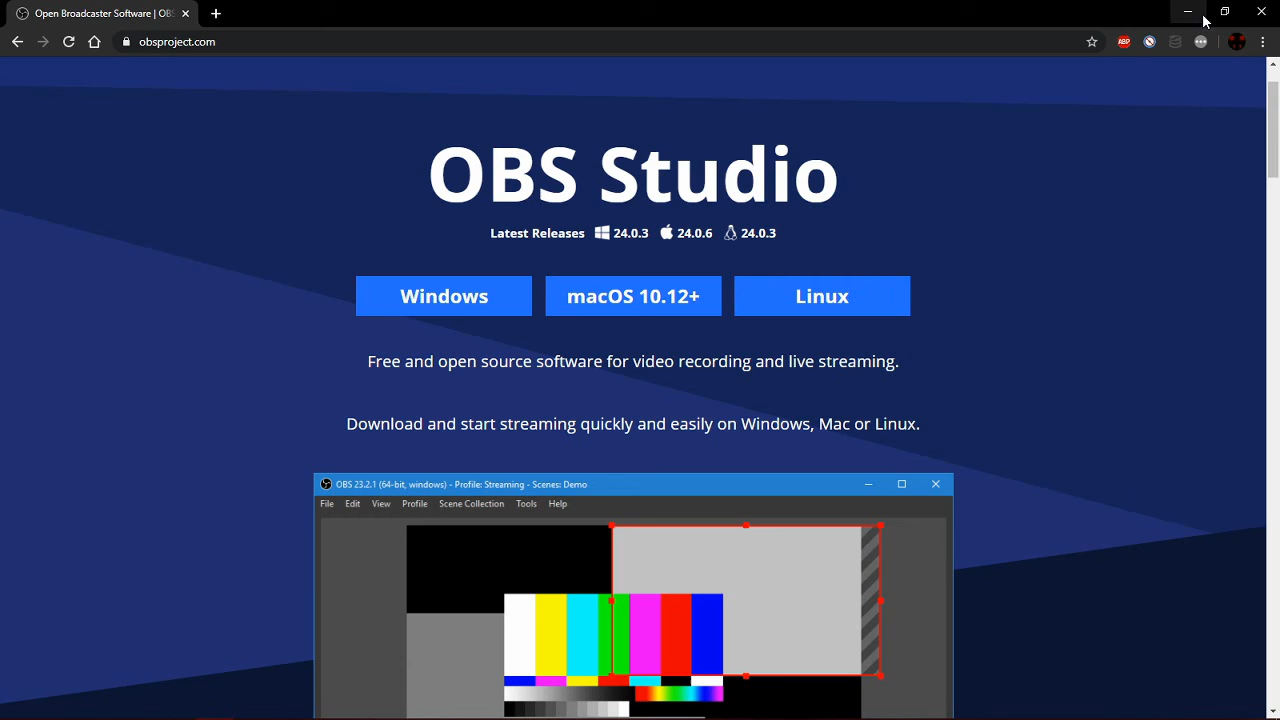 Open Broadcaster Software | OBS
obsproject.com
ABP
OBS Studio
Latest Releases 24.0.3 24.0.6 24.0.3
Windows macOS 10.12+ Linux
Free and open source software for video recording and live streaming.
Download and start streaming quickly and easily on Windows, Mac or Linux.
OBS 23.2.1 (64-bit, windows) - Profile: Streaming - Scenes: Demo
File Edit View Profile Scene Collection Tools Help